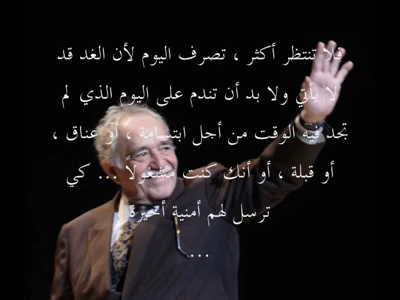 فلا تنتظر أكثر ، تصرف اليوم لأن الغد قد
لا يأتي ولا بد أن تندم على اليوم الذي لم
تجد فيه الوقت من أجل ابتسامة ، أو عناق ،
أو قبلة ، أو أنك كنت مشغولاً ... كي
ترسل لهم أمنية أخيرة
...